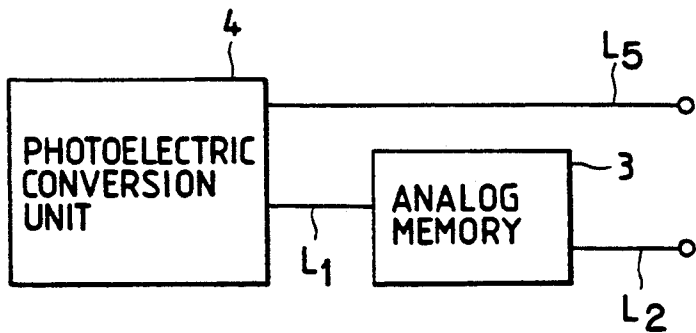 4
L5
PHOTOELECTRIC
CONVERSION
UNIT
ANALOG
MEMORY
3
L1
L2